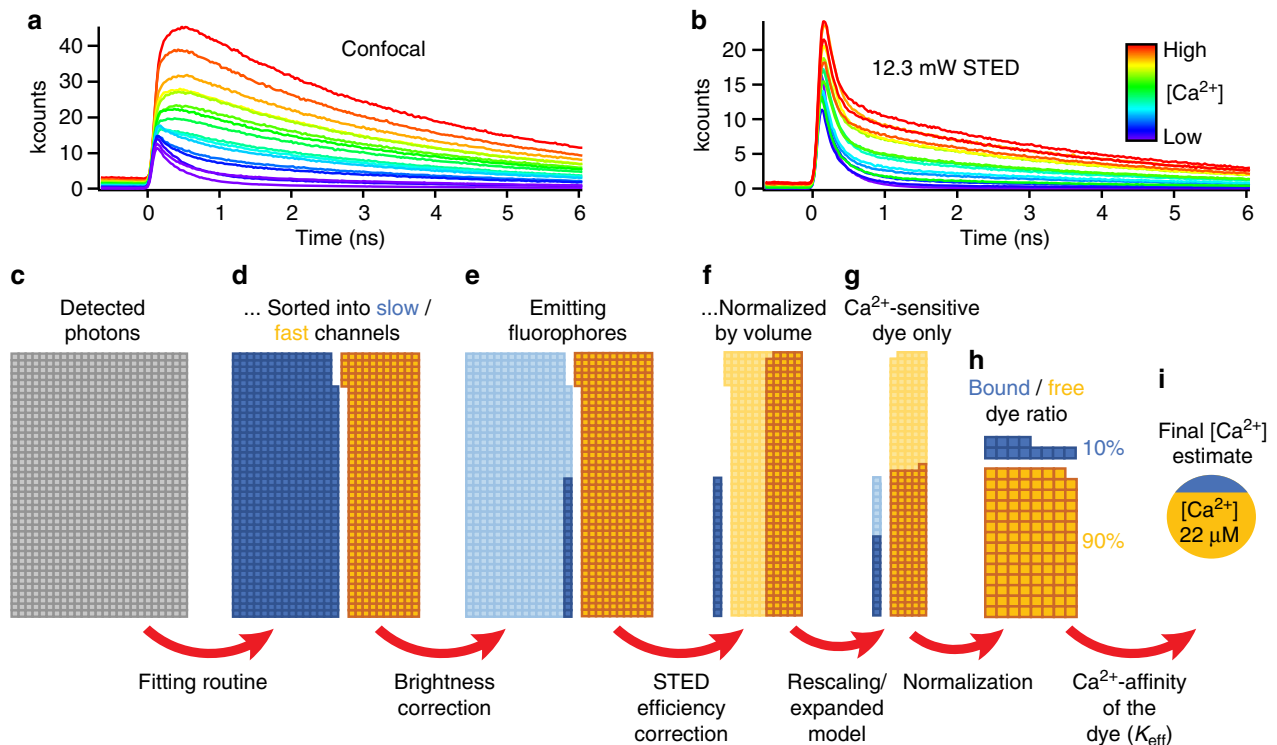 a
Confocal
kcounts
40
30
20
10
0
0 1 2 3 4 5 6
Time (ns)
b
12.3 mW STED
kcounts
20
15
10
5
0
0 1 2 3 4 5 6
Time (ns)
High
[Ca²⁺]
Low
c
Detected
photons
d
... Sorted into slow /
fast channels
e
Emitting
fluorophores
f
...Normalized
by volume
g
Ca²⁺-sensitive
dye only
h
Bound / free
dye ratio
10%
90%
i
Final [Ca²⁺]
estimate
[Ca²⁺]
22 μM
Fitting routine
Brightness
correction
STED
efficiency
correction
Rescaling/
expanded
model
Normalization
Ca²⁺-affinity
of the
dye (K_eff)